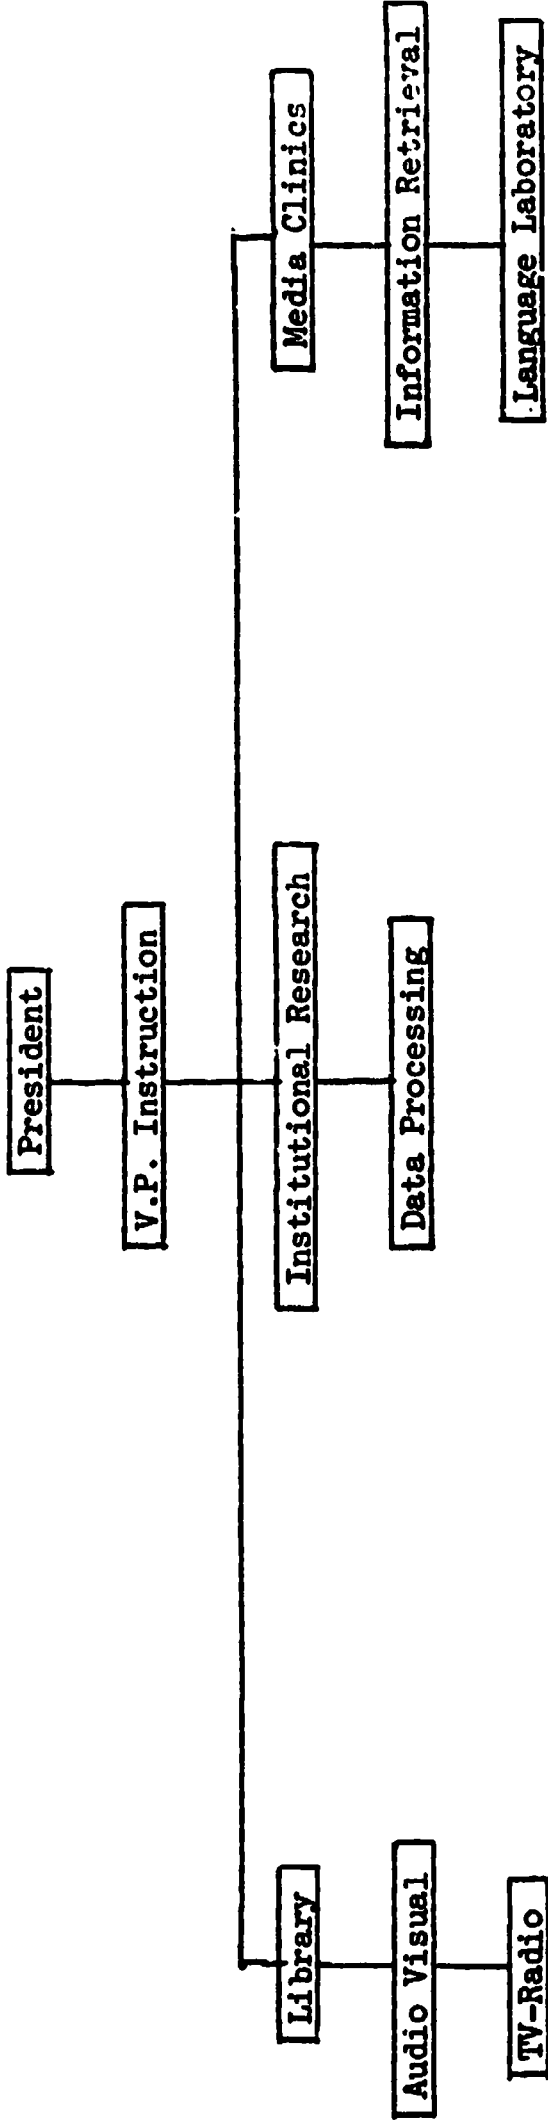 President
V.P. Instruction
Library
Institutional Research
Media Clinics
Audio Visual
Data Processing
Information Retrieval
TV-Radio
Language Laboratory